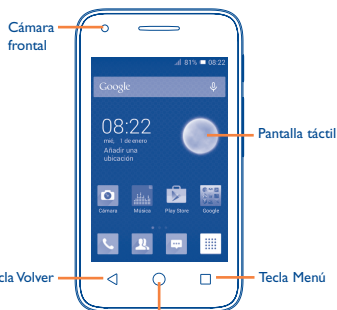 Cámara
frontal
81% 08:22
Google
08:22
mié, 1 de enero
Añadir una
ubicación
Pantalla táctil
Cámara
Música
Play Store
Google
cla Volver
Tecla Menú